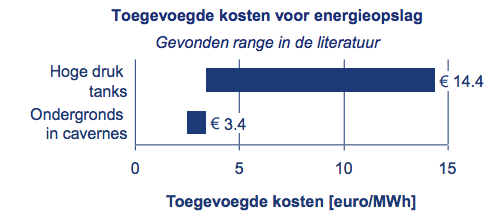 Toegevoegde kosten voor energieopslag
Gevonden range in de literatuur
Hoge druk
tanks
€ 14.4
Ondergronds
in cavernes
€ 3.4
0 5 10 15
Toegevoegde kosten [euro/MWh]